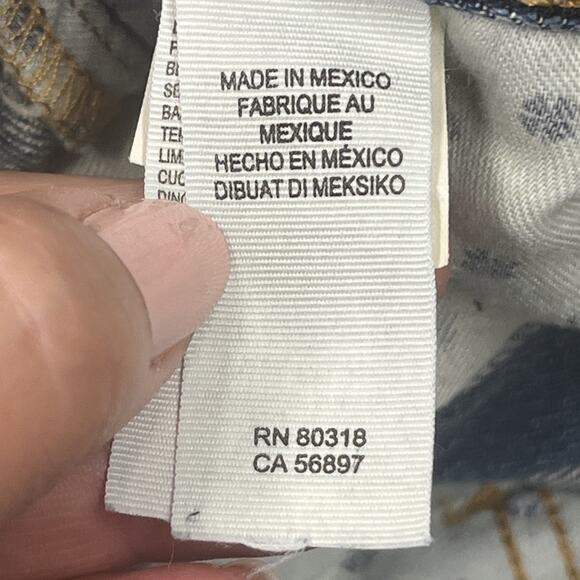 MADE IN MEXICO
FABRIQUE AU
MEXIQUE
HECHO EN MÉXICO
DIBUAT DI MEKSIKO
RN 80318
CA 56897